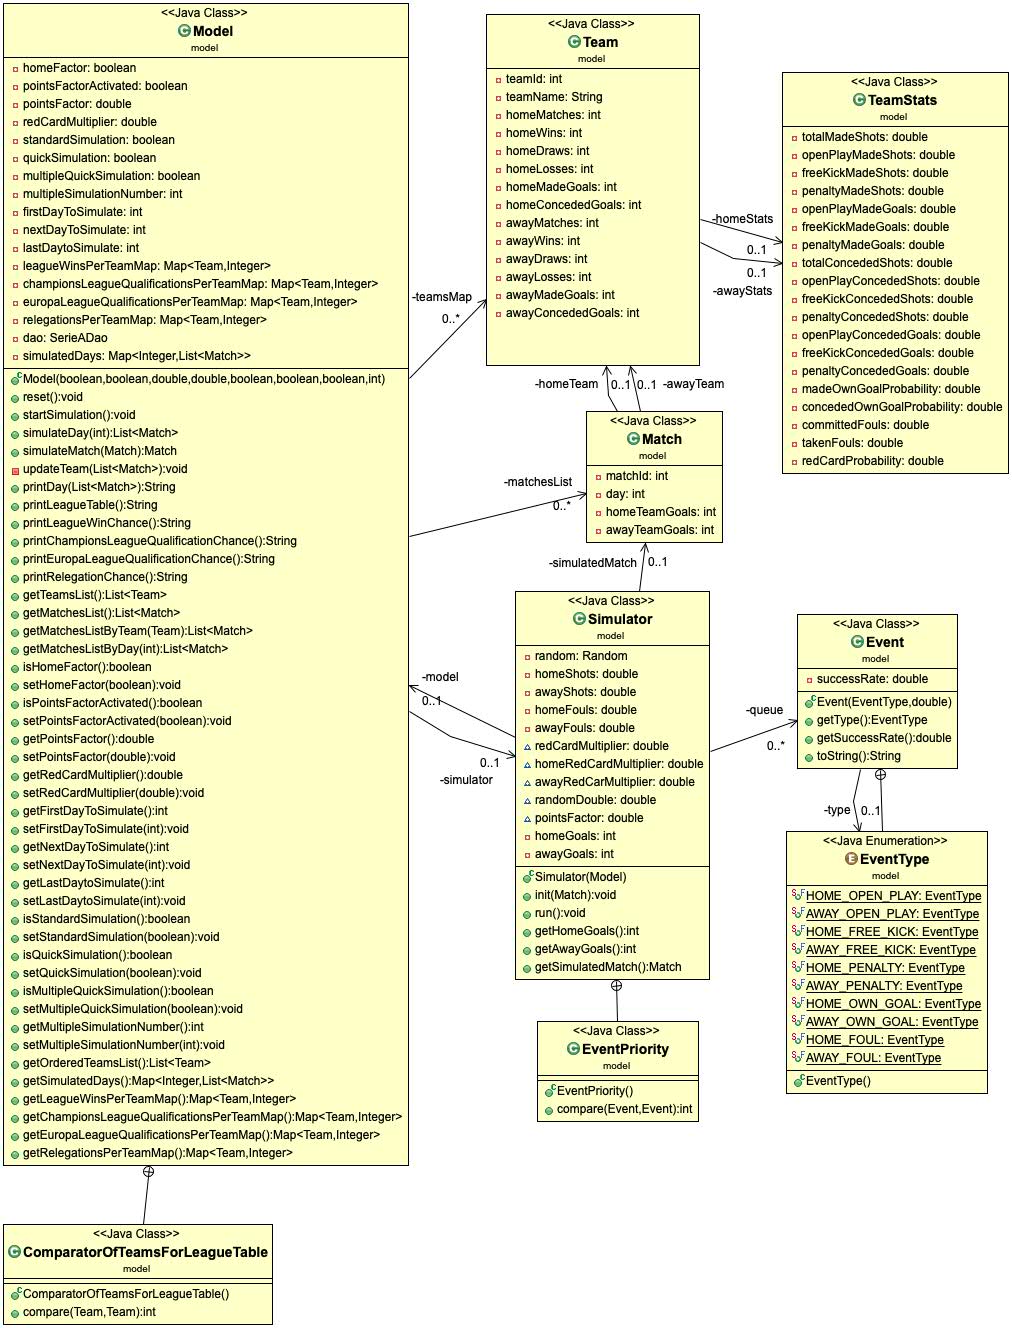 <<Java Class>>
Model
model
homeFactor: boolean
pointsFactorActivated: boolean
pointsFactor: double
redCardMultiplier: double
standardSimulation: boolean
quickSimulation: boolean
multipleQuickSimulation: boolean
multipleSimulationNumber: int
firstDayToSimulate: int
nextDayToSimulate: int
lastDaytoSimulate: int
leagueWinsPerTeamMap: Map<Team,Integer>
championsLeagueQualificationsPerTeamMap: Map<Team,Integer>
europaLeagueQualificationsPerTeamMap: Map<Team,Integer>
relegationsPerTeamMap: Map<Team,Integer>
dao: SerieADao
simulatedDays: Map<Integer,List<Match>>
Model(boolean,boolean,double,double,boolean,boolean,boolean,int)
reset():void
startSimulation():void
simulateDay(int):List<Match>
simulateMatch(Match):Match
updateTeam(List<Match>):void
printDay(List<Match>):String
printLeagueTable():String
printLeagueWinChance():String
printChampionsLeagueQualificationChance():String
printEuropaLeagueQualificationChance():String
printRelegationChance():String
getTeamsList():List<Team>
getMatchesList():List<Match>
getMatchesListByTeam(Team):List<Match>
getMatchesListByDay(int):List<Match>
isHomeFactor():boolean
setHomeFactor(boolean):void
isPointsFactorActivated():boolean
setPointsFactorActivated(boolean):void
getPointsFactor():double
setPointsFactor(double):void
getRedCardMultiplier():double
setRedCardMultiplier(double):void
getFirstDayToSimulate():int
setFirstDayToSimulate(int):void
getNextDayToSimulate():int
setNextDayToSimulate(int):void
getLastDaytoSimulate():int
setLastDaytoSimulate(int):void
isStandardSimulation():boolean
setStandardSimulation(boolean):void
isQuickSimulation():boolean
setQuickSimulation(boolean):void
isMultipleQuickSimulation():boolean
setMultipleQuickSimulation(boolean):void
getMultipleSimulationNumber():int
setMultipleSimulationNumber(int):void
getOrderedTeamsList():List<Team>
getSimulatedDays():Map<Integer,List<Match>>
getLeagueWinsPerTeamMap():Map<Team,Integer>
getChampionsLeagueQualificationsPerTeamMap():Map<Team,Integer>
getEuropaLeagueQualificationsPerTeamMap():Map<Team,Integer>
getRelegationsPerTeamMap():Map<Team,Integer>
<<Java Class>>
ComparatorOfTeamsForLeagueTable
model
ComparatorOfTeamsForLeagueTable()
compare(Team,Team):int
-teamsMap
0..*
-matchesList
0..*
-model
0..1
0..1
-simulator
<<Java Class>>
Team
model
teamId: int
teamName: String
homeMatches: int
homeWins: int
homeDraws: int
homeLosses: int
homeMadeGoals: int
homeConcededGoals: int
awayMatches: int
awayWins: int
awayDraws: int
awayLosses: int
awayMadeGoals: int
awayConcededGoals: int
-homeStats
0..1
0..1
-awayStats
<<Java Class>>
TeamStats
model
totalMadeShots: double
openPlayMadeShots: double
freeKickMadeShots: double
penaltyMadeShots: double
openPlayMadeGoals: double
freeKickMadeGoals: double
penaltyMadeGoals: double
totalConcededShots: double
openPlayConcededShots: double
freeKickConcededShots: double
penaltyConcededShots: double
openPlayConcededGoals: double
freeKickConcededGoals: double
penaltyConcededGoals: double
madeOwnGoalProbability: double
concededOwnGoalProbability: double
committedFouls: double
takenFouls: double
redCardProbability: double
-homeTeam 0..1 0..1 -awayTeam
<<Java Class>>
Match
model
matchId: int
day: int
homeTeamGoals: int
awayTeamGoals: int
-simulatedMatch 0..1
<<Java Class>>
Simulator
model
random: Random
homeShots: double
awayShots: double
homeFouls: double
awayFouls: double
redCardMultiplier: double
homeRedCardMultiplier: double
awayRedCarMultiplier: double
randomDouble: double
pointsFactor: double
homeGoals: int
awayGoals: int
Simulator(Model)
init(Match):void
run():void
getHomeGoals():int
getAwayGoals():int
getSimulatedMatch():Match
<<Java Class>>
EventPriority
model
EventPriority()
compare(Event,Event):int
-queue
0..*
<<Java Class>>
Event
model
successRate: double
Event(EventType,double)
getType():EventType
getSuccessRate():double
toString():String
-type 0..1
<<Java Enumeration>>
EventType
model
HOME_OPEN_PLAY: EventType
AWAY_OPEN_PLAY: EventType
HOME_FREE_KICK: EventType
AWAY_FREE_KICK: EventType
HOME_PENALTY: EventType
AWAY_PENALTY: EventType
HOME_OWN_GOAL: EventType
AWAY_OWN_GOAL: EventType
HOME_FOUL: EventType
AWAY_FOUL: EventType
EventType()